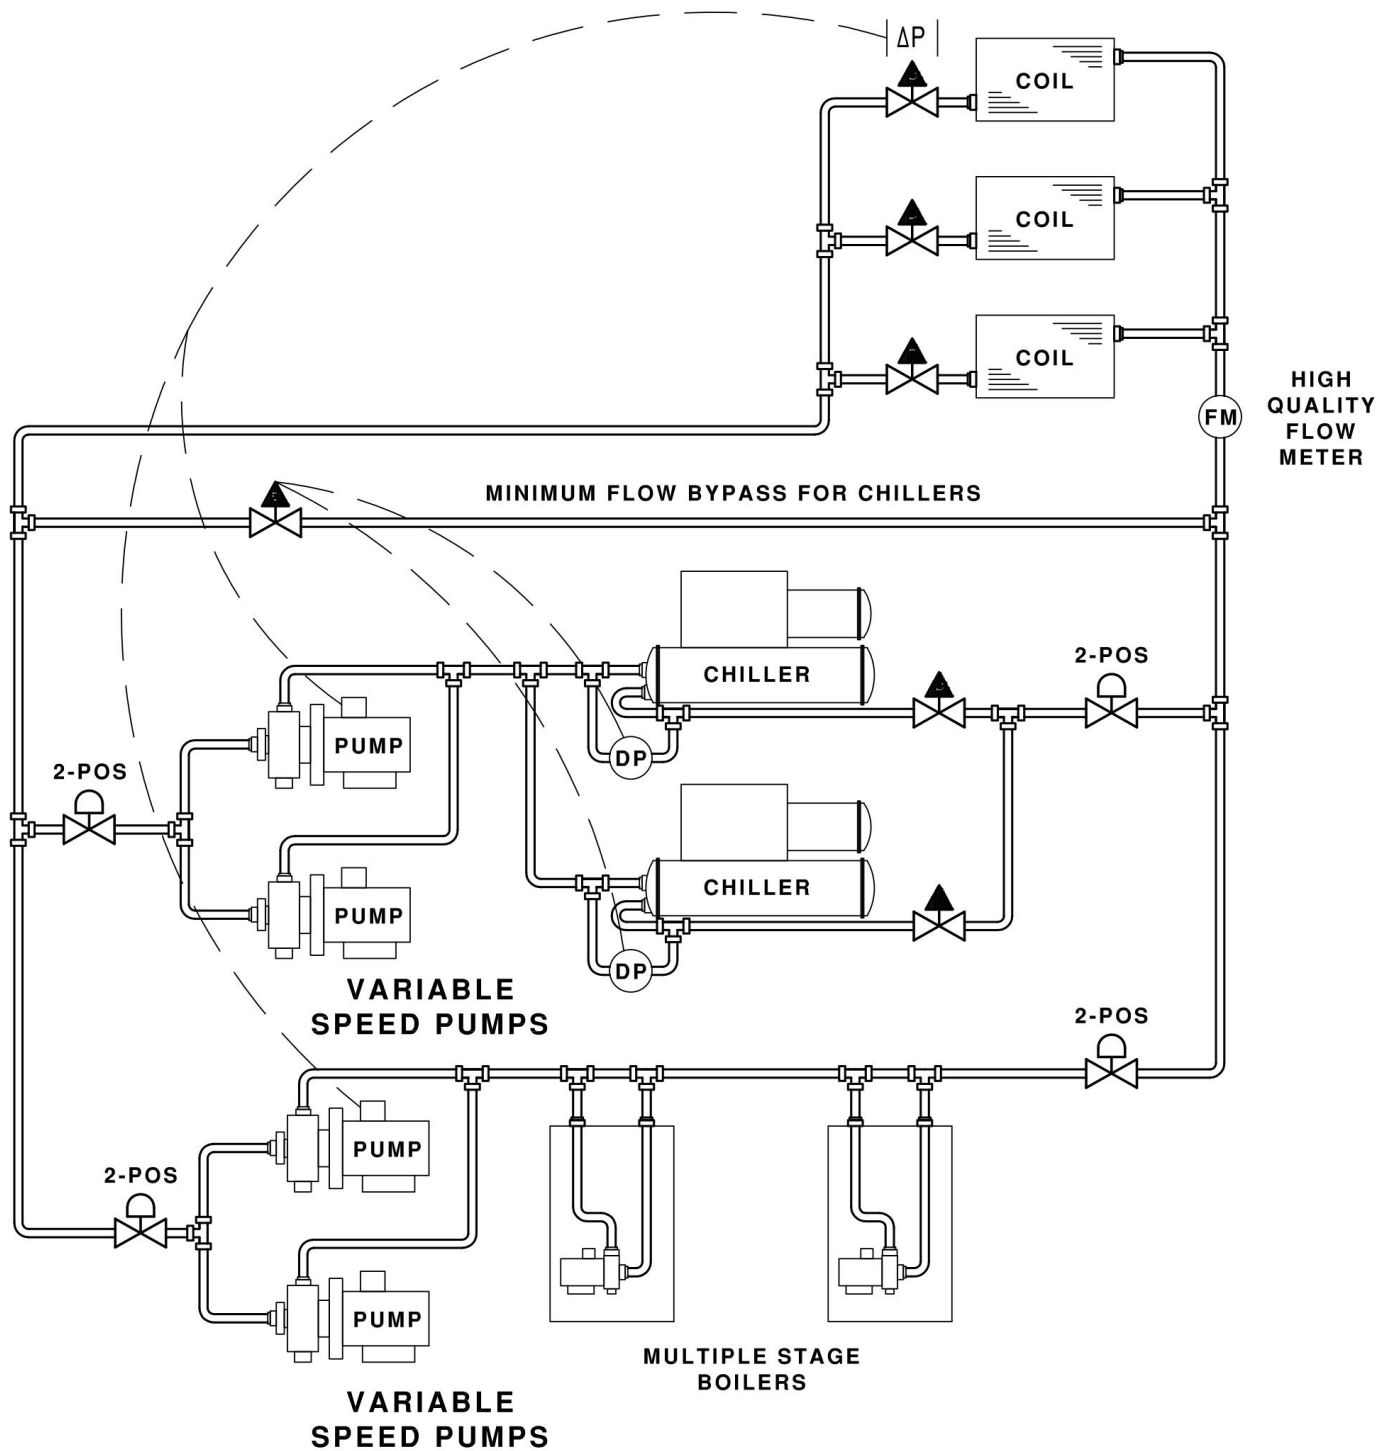 ΔP
COIL
COIL
COIL
HIGH
QUALITY
FLOW
METER
FM
MINIMUM FLOW BYPASS FOR CHILLERS
2-POS
CHILLER
PUMP
DP
2-POS
CHILLER
PUMP
DP
VARIABLE
SPEED PUMPS
2-POS
PUMP
2-POS
PUMP
MULTIPLE STAGE
BOILERS
VARIABLE
SPEED PUMPS